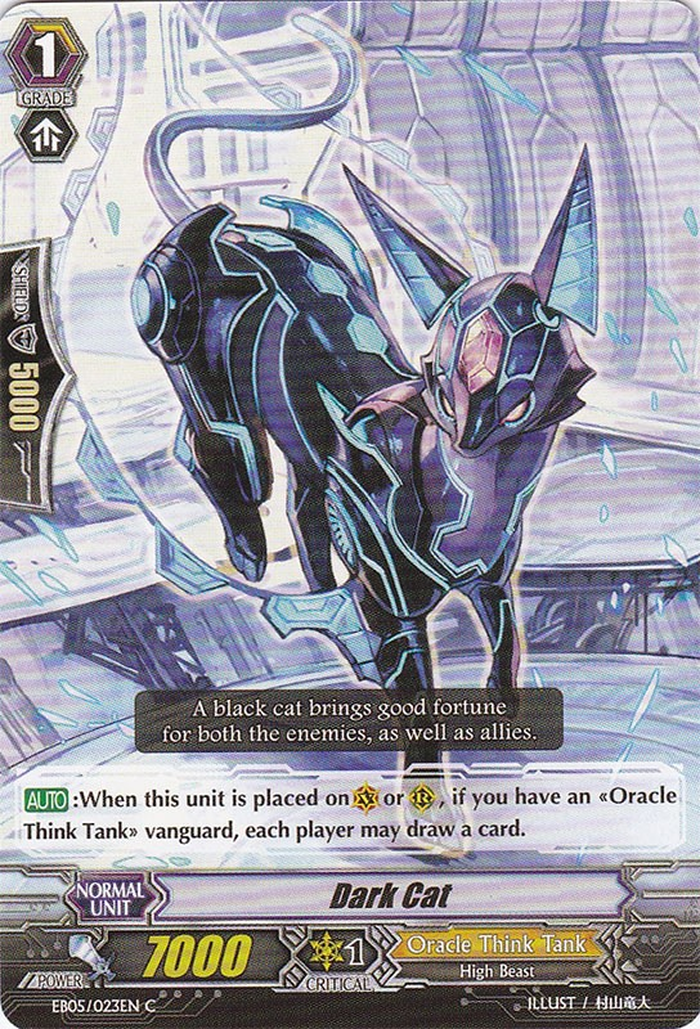 1
GRADE
SHIELD
5000
A black cat brings good fortune
for both the enemies, as well as allies.
AUTO :When this unit is placed on V or R, if you have an «Oracle
Think Tank» vanguard, each player may draw a card.
NORMAL
UNIT
Dark Cat
POWER
7000
1
CRITICAL
Oracle Think Tank
High Beast
EB05/023EN C
ILLUST / 村山竜大